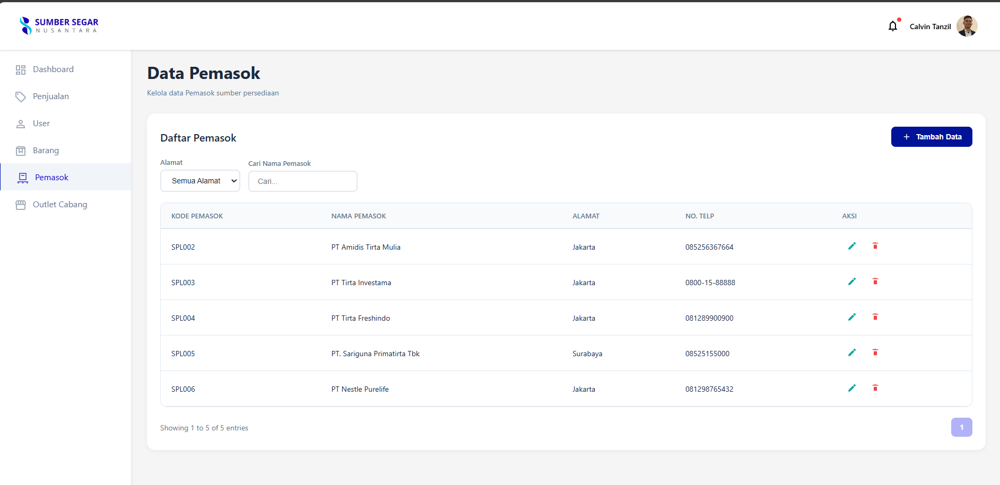 SUMBER SEGAR
NUSANTARA
Calvin Tanzil
Dashboard
Penjualan
User
Barang
Pemasok
Outlet Cabang
Data Pemasok
Kelola data Pemasok sumber persediaan
Daftar Pemasok
+ Tambah Data
Alamat
Cari Nama Pemasok
Semua Alamat
Cari...
KODE PEMASOK NAMA PEMASOK ALAMAT NO. TELP AKSI
SPL002 PT Amidis Tirta Mulia Jakarta 085256367664
SPL003 PT Tirta Investama Jakarta 0800-15-88888
SPL004 PT Tirta Freshindo Jakarta 081289900900
SPL005 PT. Sariguna Primatirta Tbk Surabaya 08525155000
SPL006 PT Nestle Purelife Jakarta 081298765432
Showing 1 to 5 of 5 entries
1